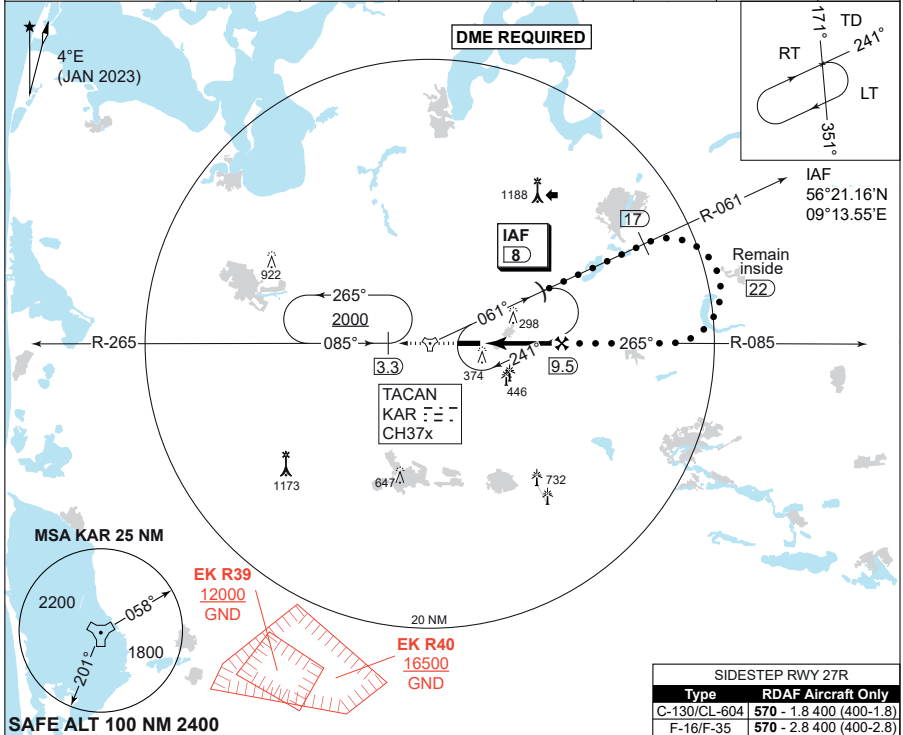 4°E
(JAN 2023)
DME REQUIRED
171°
TD
241°
RT
LT
351°
IAF
56°21.16'N
09°13.55'E
1188
R-061
17
IAF
8
922
Remain
inside
22
265°
2000
061°
298
R-265
085°
3.3
241°
374
446
9.5
265°
R-085
TACAN
KAR
CH37x
1173
647
732
MSA KAR 25 NM
2200
058°
1800
201°
SAFE ALT 100 NM 2400
EK R39
12000
GND
20 NM
EK R40
16500
GND
SIDESTEP RWY 27R
Type RDAF Aircraft Only
C-130/CL-604 570 - 1.8 400 (400-1.8)
F-16/F-35 570 - 2.8 400 (400-2.8)